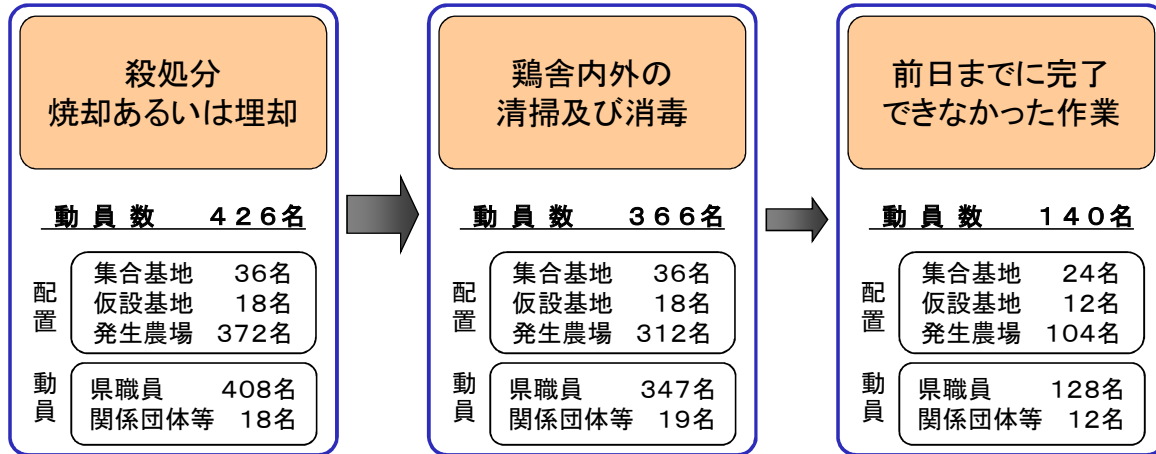 殺処分
焼却あるいは埋却
動員数 ４２６名
配置
集合基地 36名
仮設基地 18名
発生農場 372名
動員
県職員 408名
関係団体等 18名
鶏舎内外の
清掃及び消毒
動員数 ３６６名
配置
集合基地 36名
仮設基地 18名
発生農場 312名
動員
県職員 347名
関係団体等 19名
前日までに完了
できなかった作業
動員数 １４０名
配置
集合基地 24名
仮設基地 12名
発生農場 104名
動員
県職員 128名
関係団体等 12名